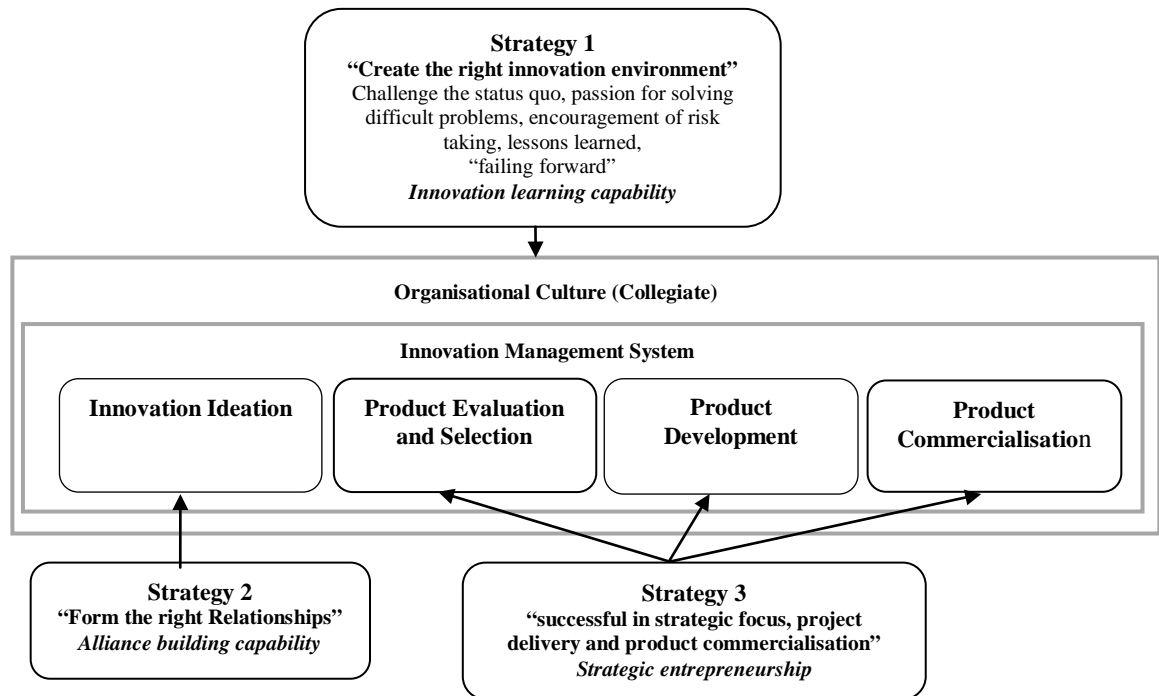 Strategy 1
“Create the right innovation environment”
Challenge the status quo, passion for solving
difficult problems, encouragement of risk
taking, lessons learned,
“failing forward”
Innovation learning capability
Organisational Culture (Collegiate)
Innovation Management System
Innovation Ideation
Product Evaluation
and Selection
Product
Development
Product
Commercialisation
Strategy 2
“Form the right Relationships”
Alliance building capability
Strategy 3
“successful in strategic focus, project
delivery and product commercialisation”
Strategic entrepreneurship